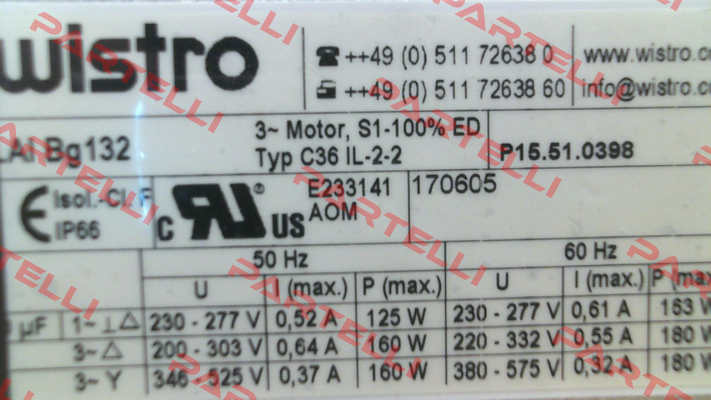 wistro
++49 (0) 511 72638 0
www.wistro.co
++49 (0) 511 72638 60
info@wistro.co
Bg132
3~ Motor, S1-100% ED
Typ C36 IL-2-2
P15.51.0398
CE Isol.-Cl. F
IP66
C RU ® US
E233141
AOM
170605
50 Hz
60 Hz
U I (max.) P (max.) U I (max.) P (max
µF 1~ ⊥ △ 230 - 277 V 0,52 A 125 W 230 - 277 V 0,61 A 163 W
3~ △ 200 - 303 V 0,64 A 160 W 220 - 332 V 0,55 A 180 W
3~ Y 346-525 V 0,37 A 160 W 380 - 575 V 0,32 A 180 W
PARTELLI